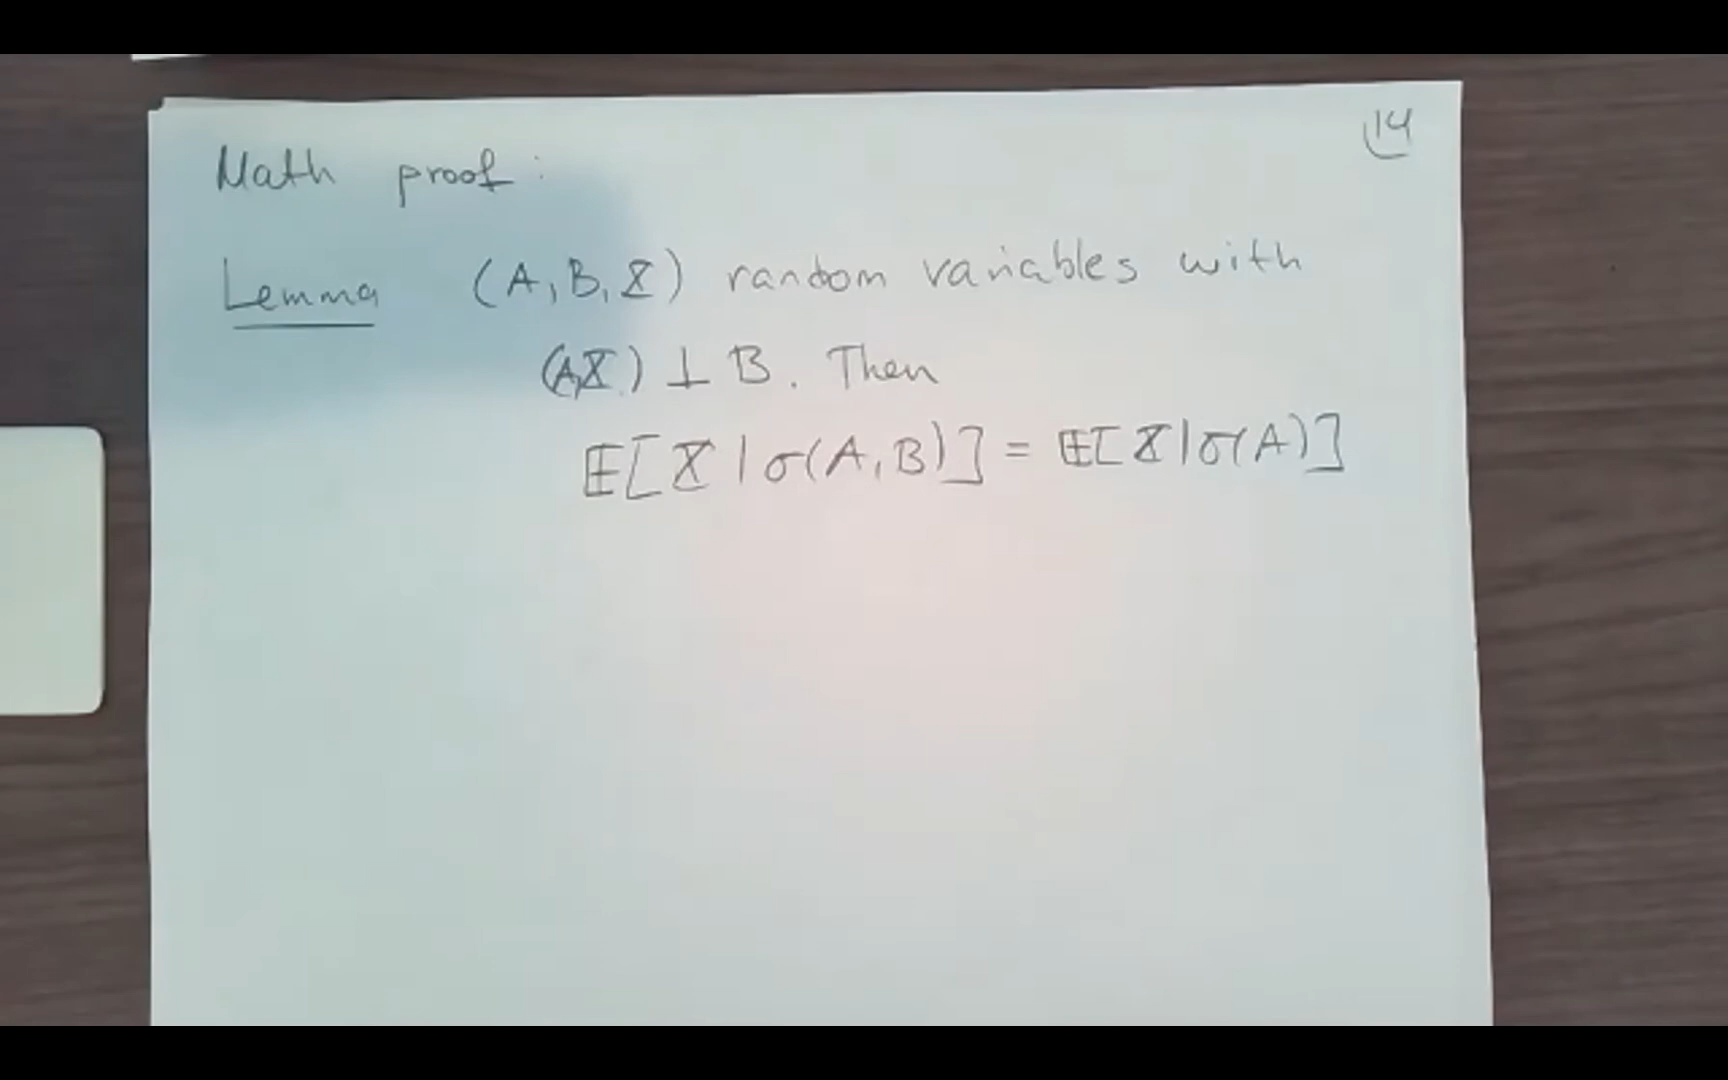 14
Math proof:
Lemma (A, B, X) random variables with
(A,X) ⊥ B. Then
𝔼[X | σ(A, B)] = 𝔼[X | σ(A)]